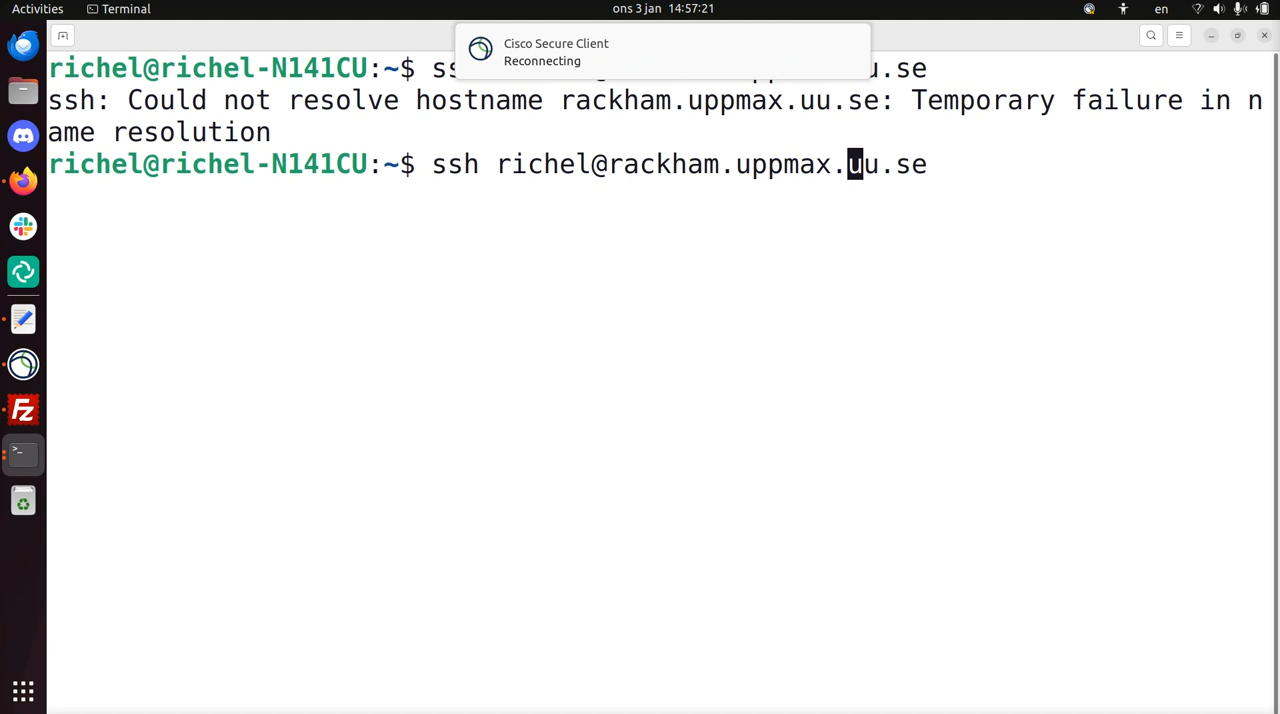 Activities Terminal ons 3 jan 14:57:21 en
Cisco Secure Client
Reconnecting
richel@richel-N141CU:~$ ss u.se
ssh: Could not resolve hostname rackham.uppmax.uu.se: Temporary failure in n
ame resolution
richel@richel-N141CU:~$ ssh richel@rackham.uppmax.uu.se
Fz
>_